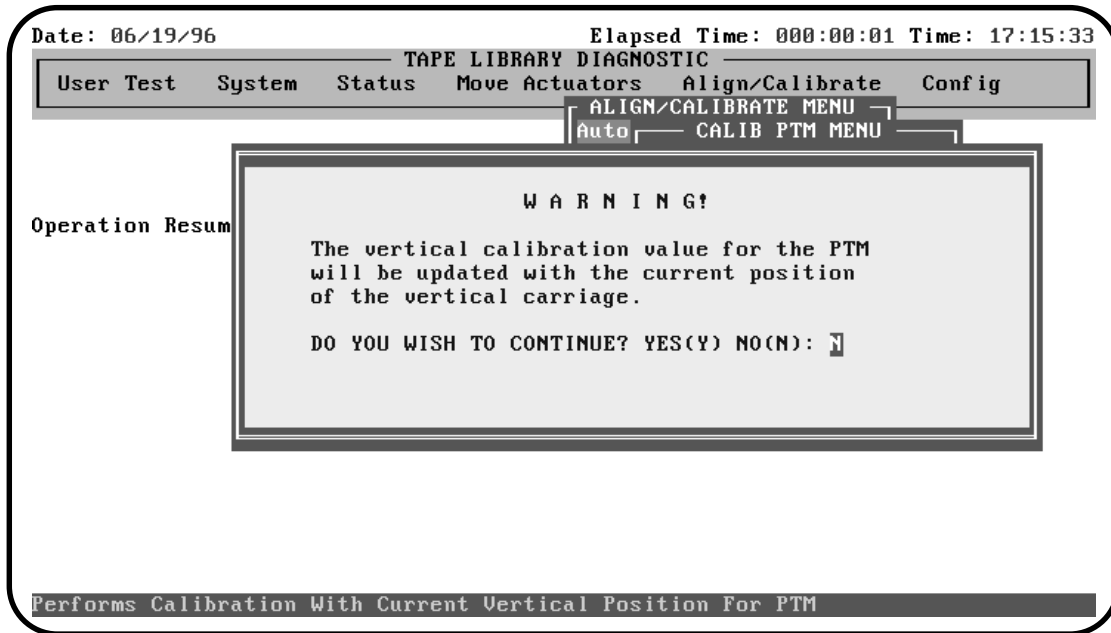 Date: 06/19/96 Elapsed Time: 000:00:01 Time: 17:15:33
TAPE LIBRARY DIAGNOSTIC
User Test System Status Move Actuators Align/Calibrate Config
ALIGN/CALIBRATE MENU
Auto CALIB PTM MENU
W A R N I N G!
Operation Resum
The vertical calibration value for the PTM
will be updated with the current position
of the vertical carriage.
DO YOU WISH TO CONTINUE? YES(Y) NO(N): N
Performs Calibration With Current Vertical Position For PTM